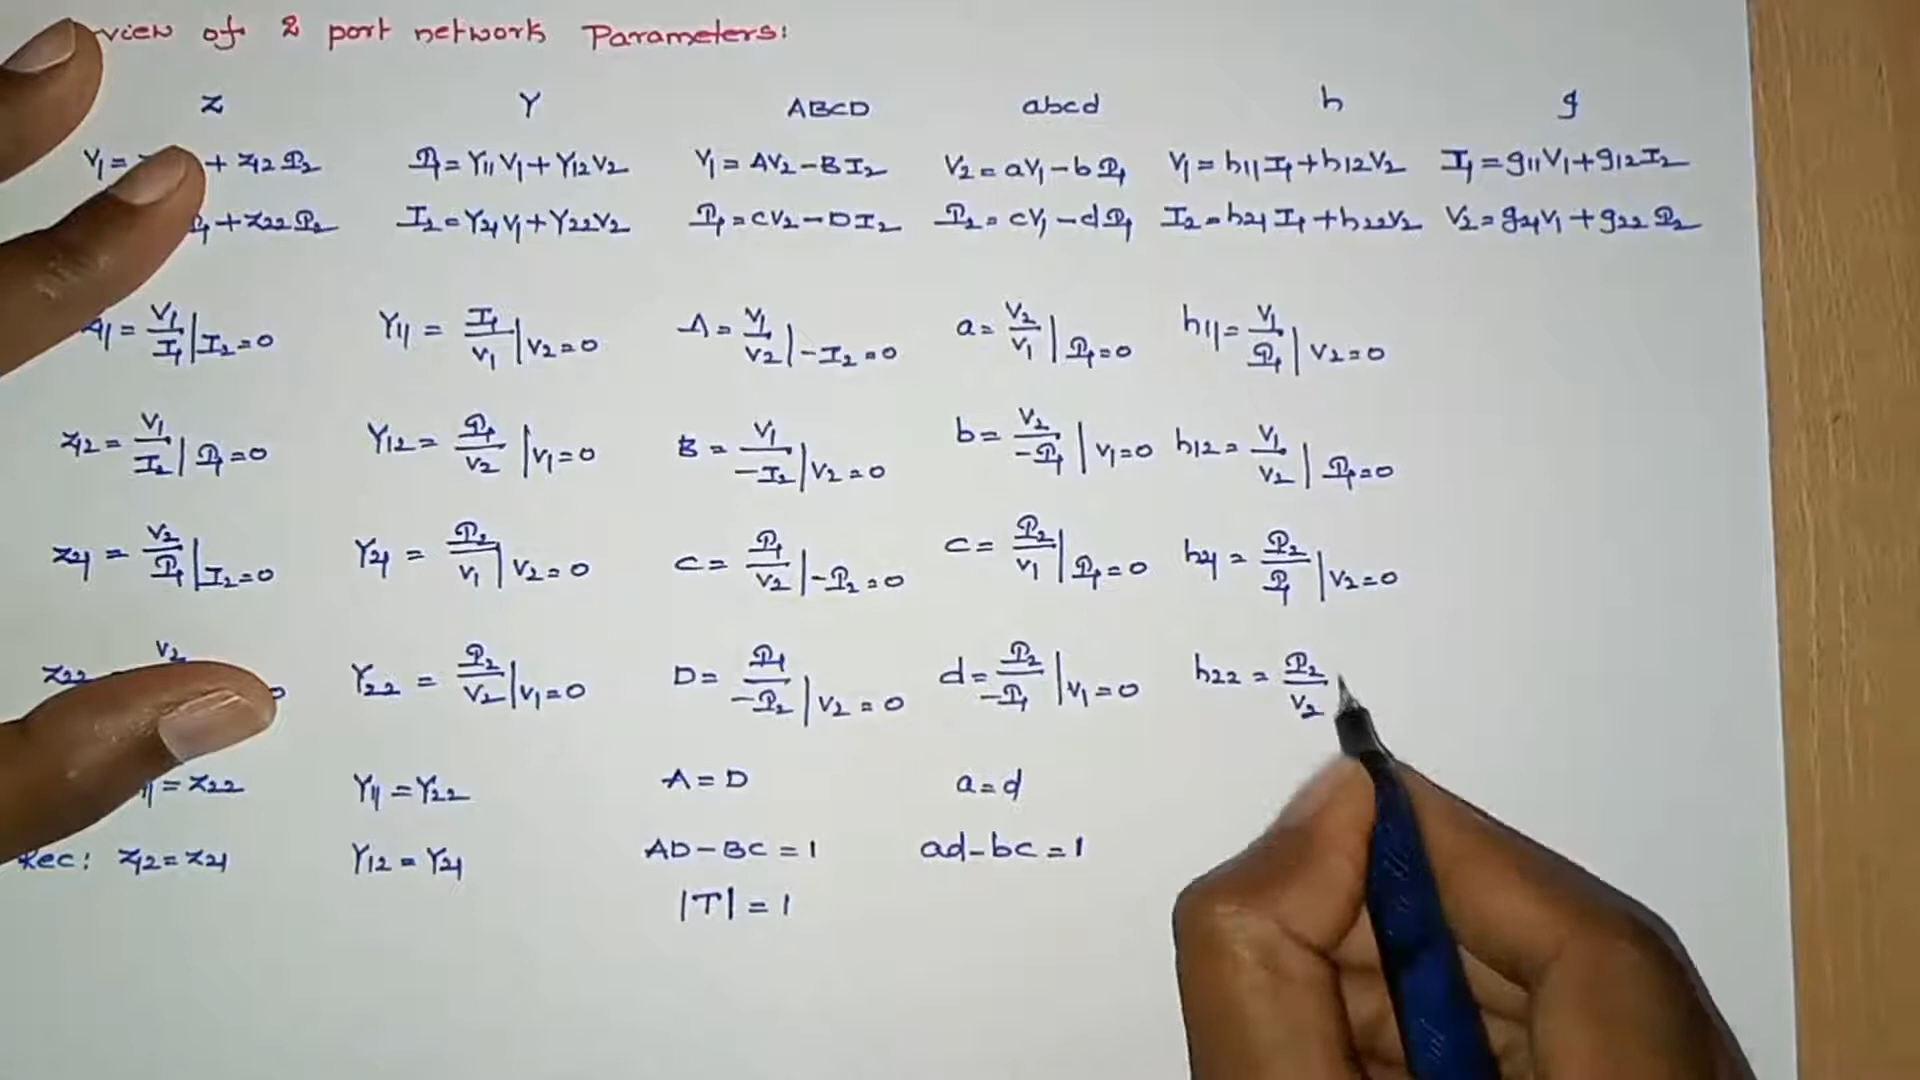 view of 2 port network Parameters:
Z Y ABCD abcd h g
V1 = + Z12 I2 I1 = Y11 V1 + Y12 V2 V1 = AV2 - BI2 V2 = aV1 - bI1 V1 = h11 I1 + h12 V2 I1 = g11 V1 + g12 I2
I1 + Z22 I2 I2 = Y21 V1 + Y22 V2 I1 = CV2 - DI2 I2 = cV1 - dI1 I2 = h21 I1 + h22 V2 V2 = g21 V1 + g22 I2
11 = V1/I1 | I2=0 Y11 = I1/V1 | V2=0 A = V1/V2 | -I2=0 a = V2/V1 | I1=0 h11 = V1/I1 | V2=0
Z12 = V1/I2 | I1=0 Y12 = I1/V2 | V1=0 B = V1/-I2 | V2=0 b = V2/-I1 | V1=0 h12 = V1/V2 | I1=0
Z21 = V2/I1 | I2=0 Y21 = I2/V1 | V2=0 C = I1/V2 | -I2=0 c = I2/V1 | I1=0 h21 = I2/I1 | V2=0
Z22 V2 0 Y22 = I2/V2 | V1=0 D = I1/-I2 | V2=0 d = I2/-I1 | V1=0 h22 = I2/V2
11 = Z22 Y11 = Y22 A = D a = d
Rec: Z12 = Z21 Y12 = Y21 AD - BC = 1 ad - bc = 1
|T| = 1